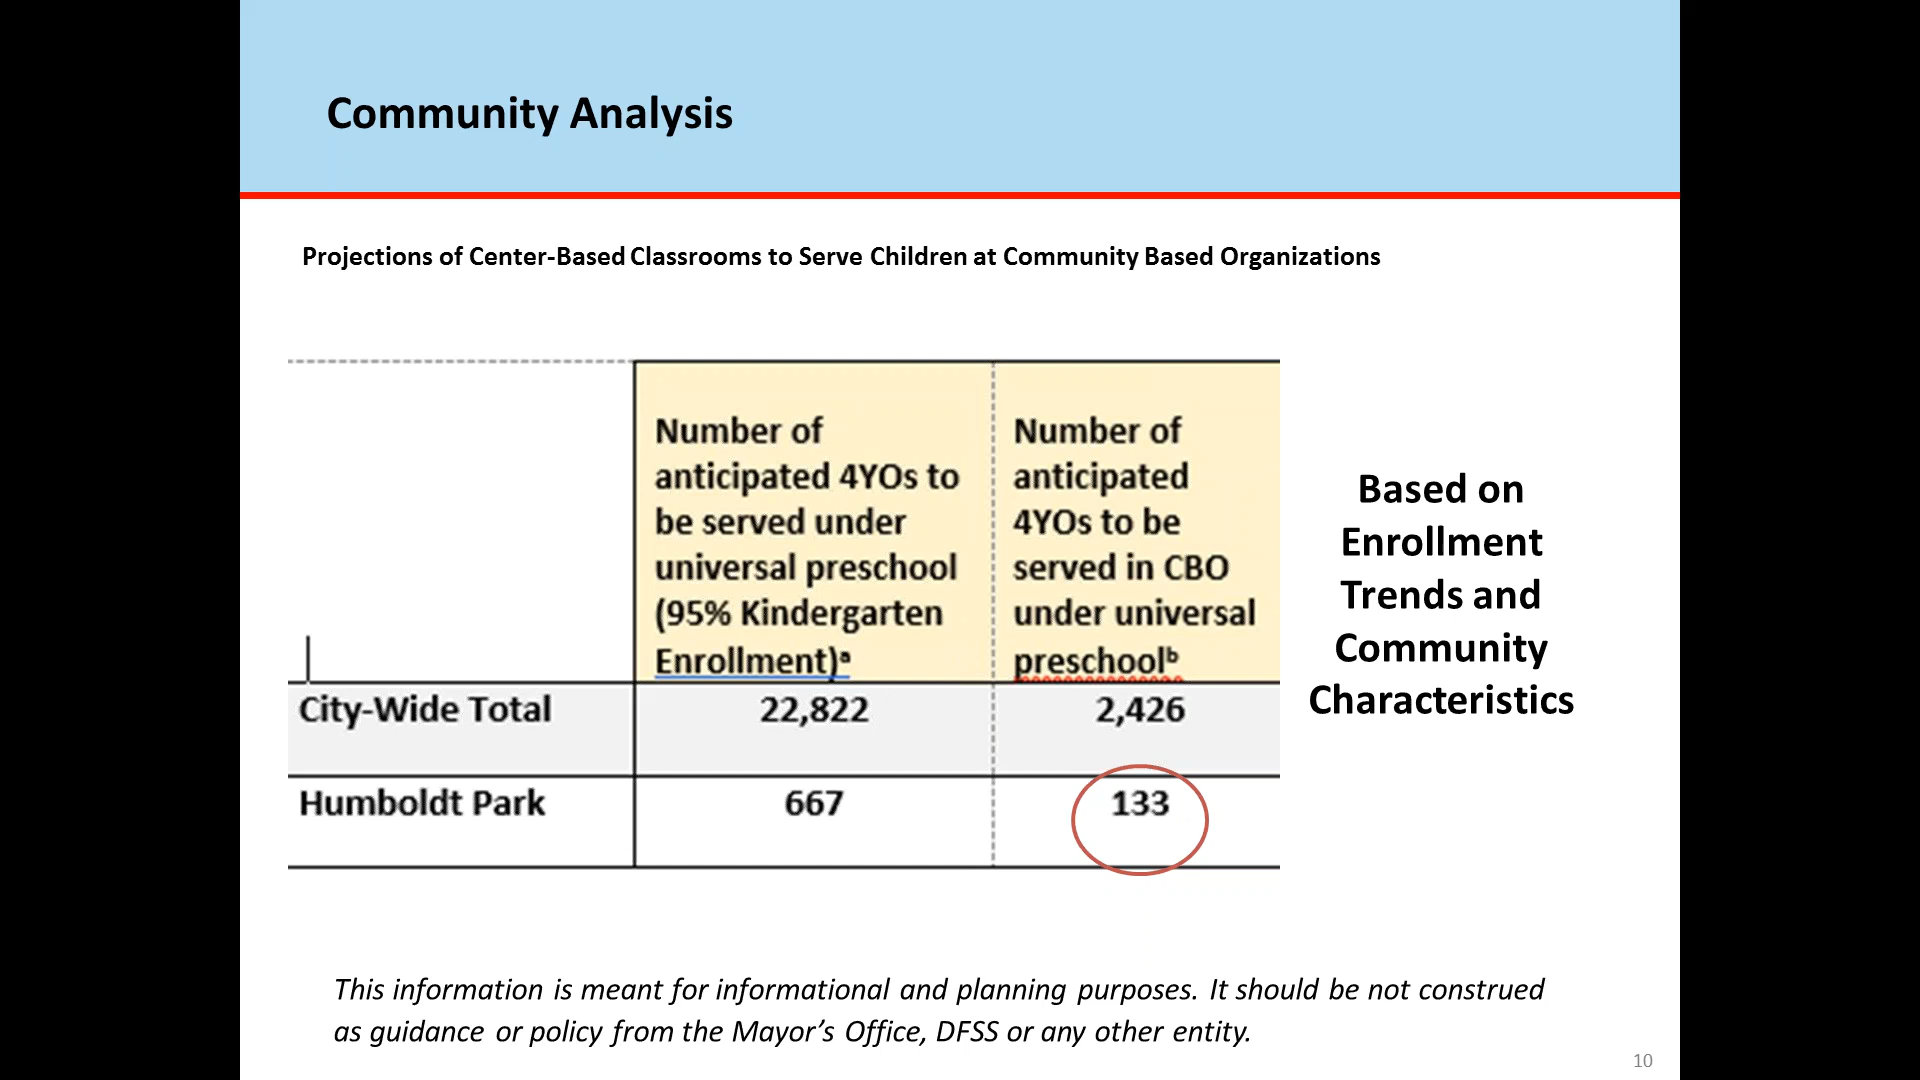 Community Analysis
Projections of Center-Based Classrooms to Serve Children at Community Based Organizations
Number of
anticipated 4YOs to
be served under
universal preschool
(95% Kindergarten
Enrollment)ᵃ
Number of
anticipated
4YOs to be
served in CBO
under universal
preschoolᵇ
City-Wide Total 22,822 2,426
Humboldt Park 667 133
Based on
Enrollment
Trends and
Community
Characteristics
This information is meant for informational and planning purposes. It should be not construed
as guidance or policy from the Mayor’s Office, DFSS or any other entity.
10